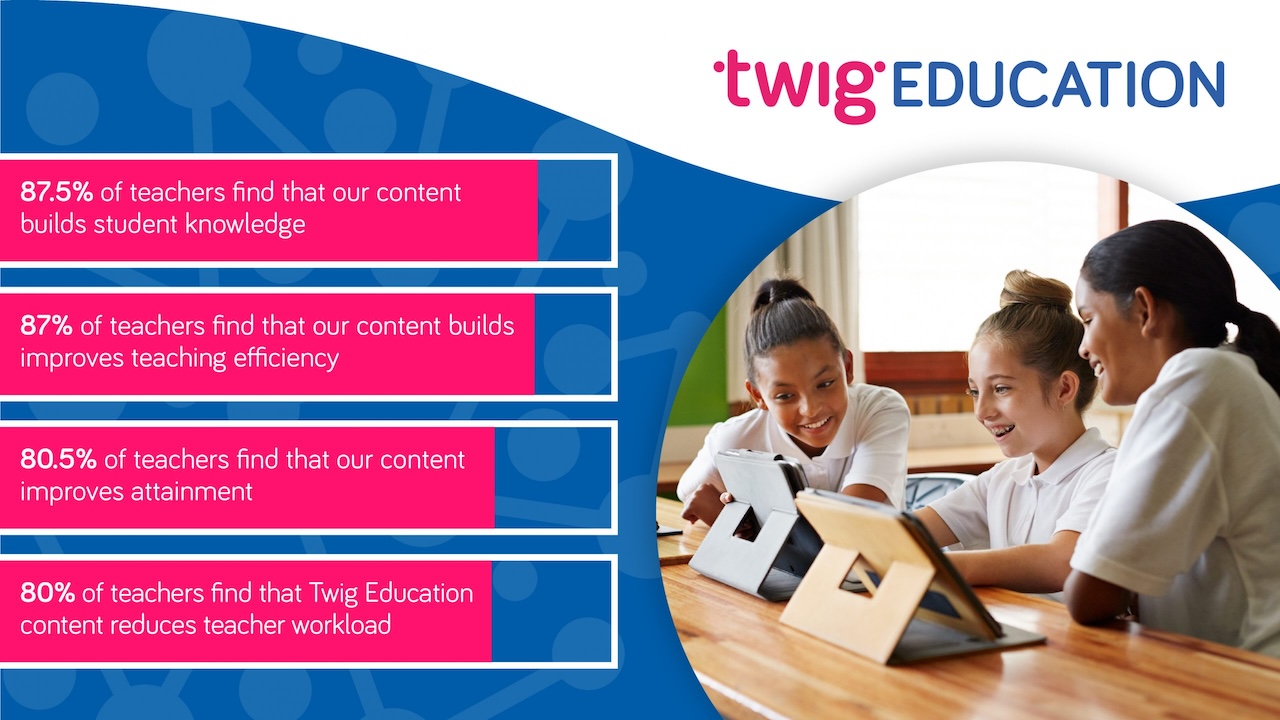 twig EDUCATION
87.5% of teachers find that our content
builds student knowledge
87% of teachers find that our content builds
improves teaching efficiency
80.5% of teachers find that our content
improves attainment
80% of teachers find that Twig Education
content reduces teacher workload